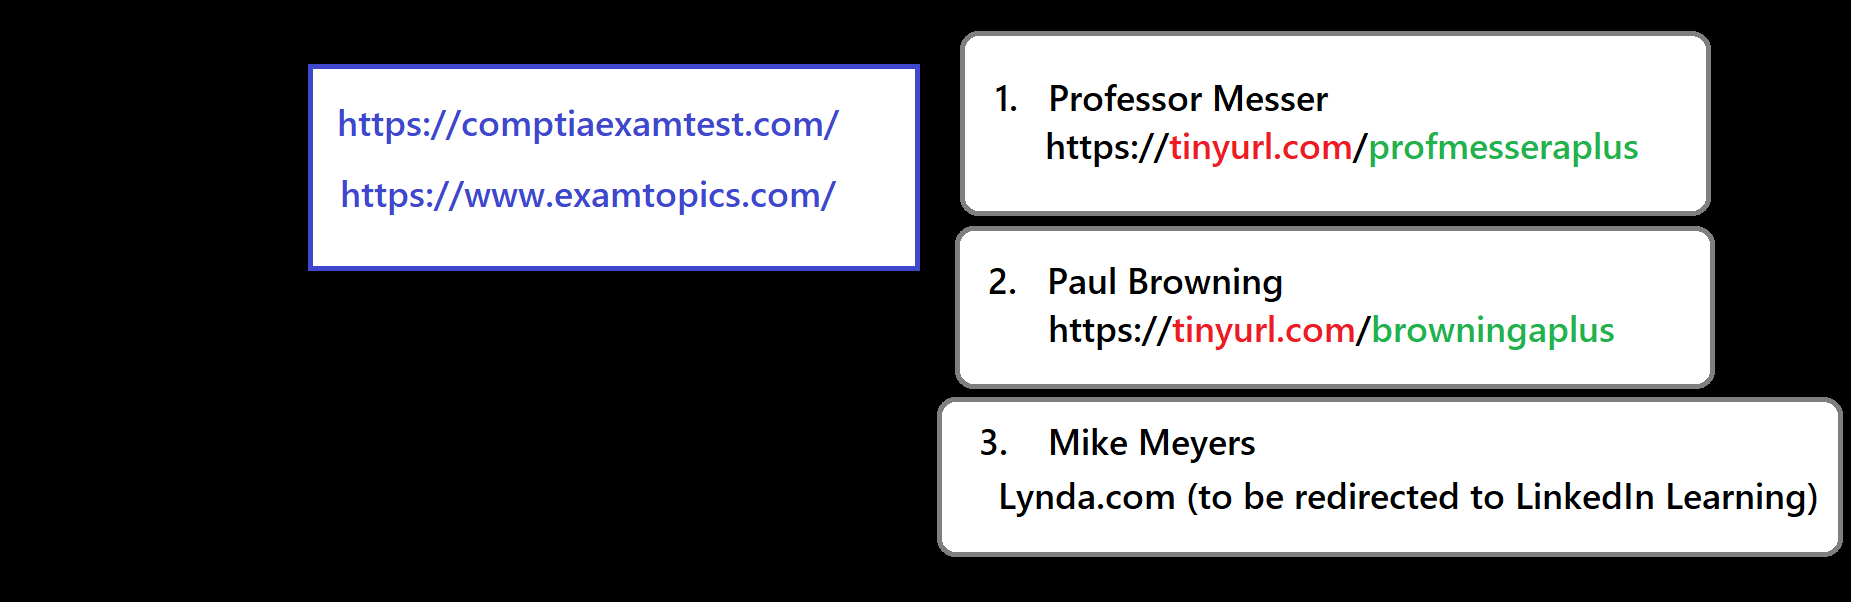 https://comptiaexamtest.com/
https://www.examtopics.com/
1. Professor Messer
https://tinyurl.com/profmesseraplus
2. Paul Browning
https://tinyurl.com/browningaplus
3. Mike Meyers
Lynda.com (to be redirected to LinkedIn Learning)